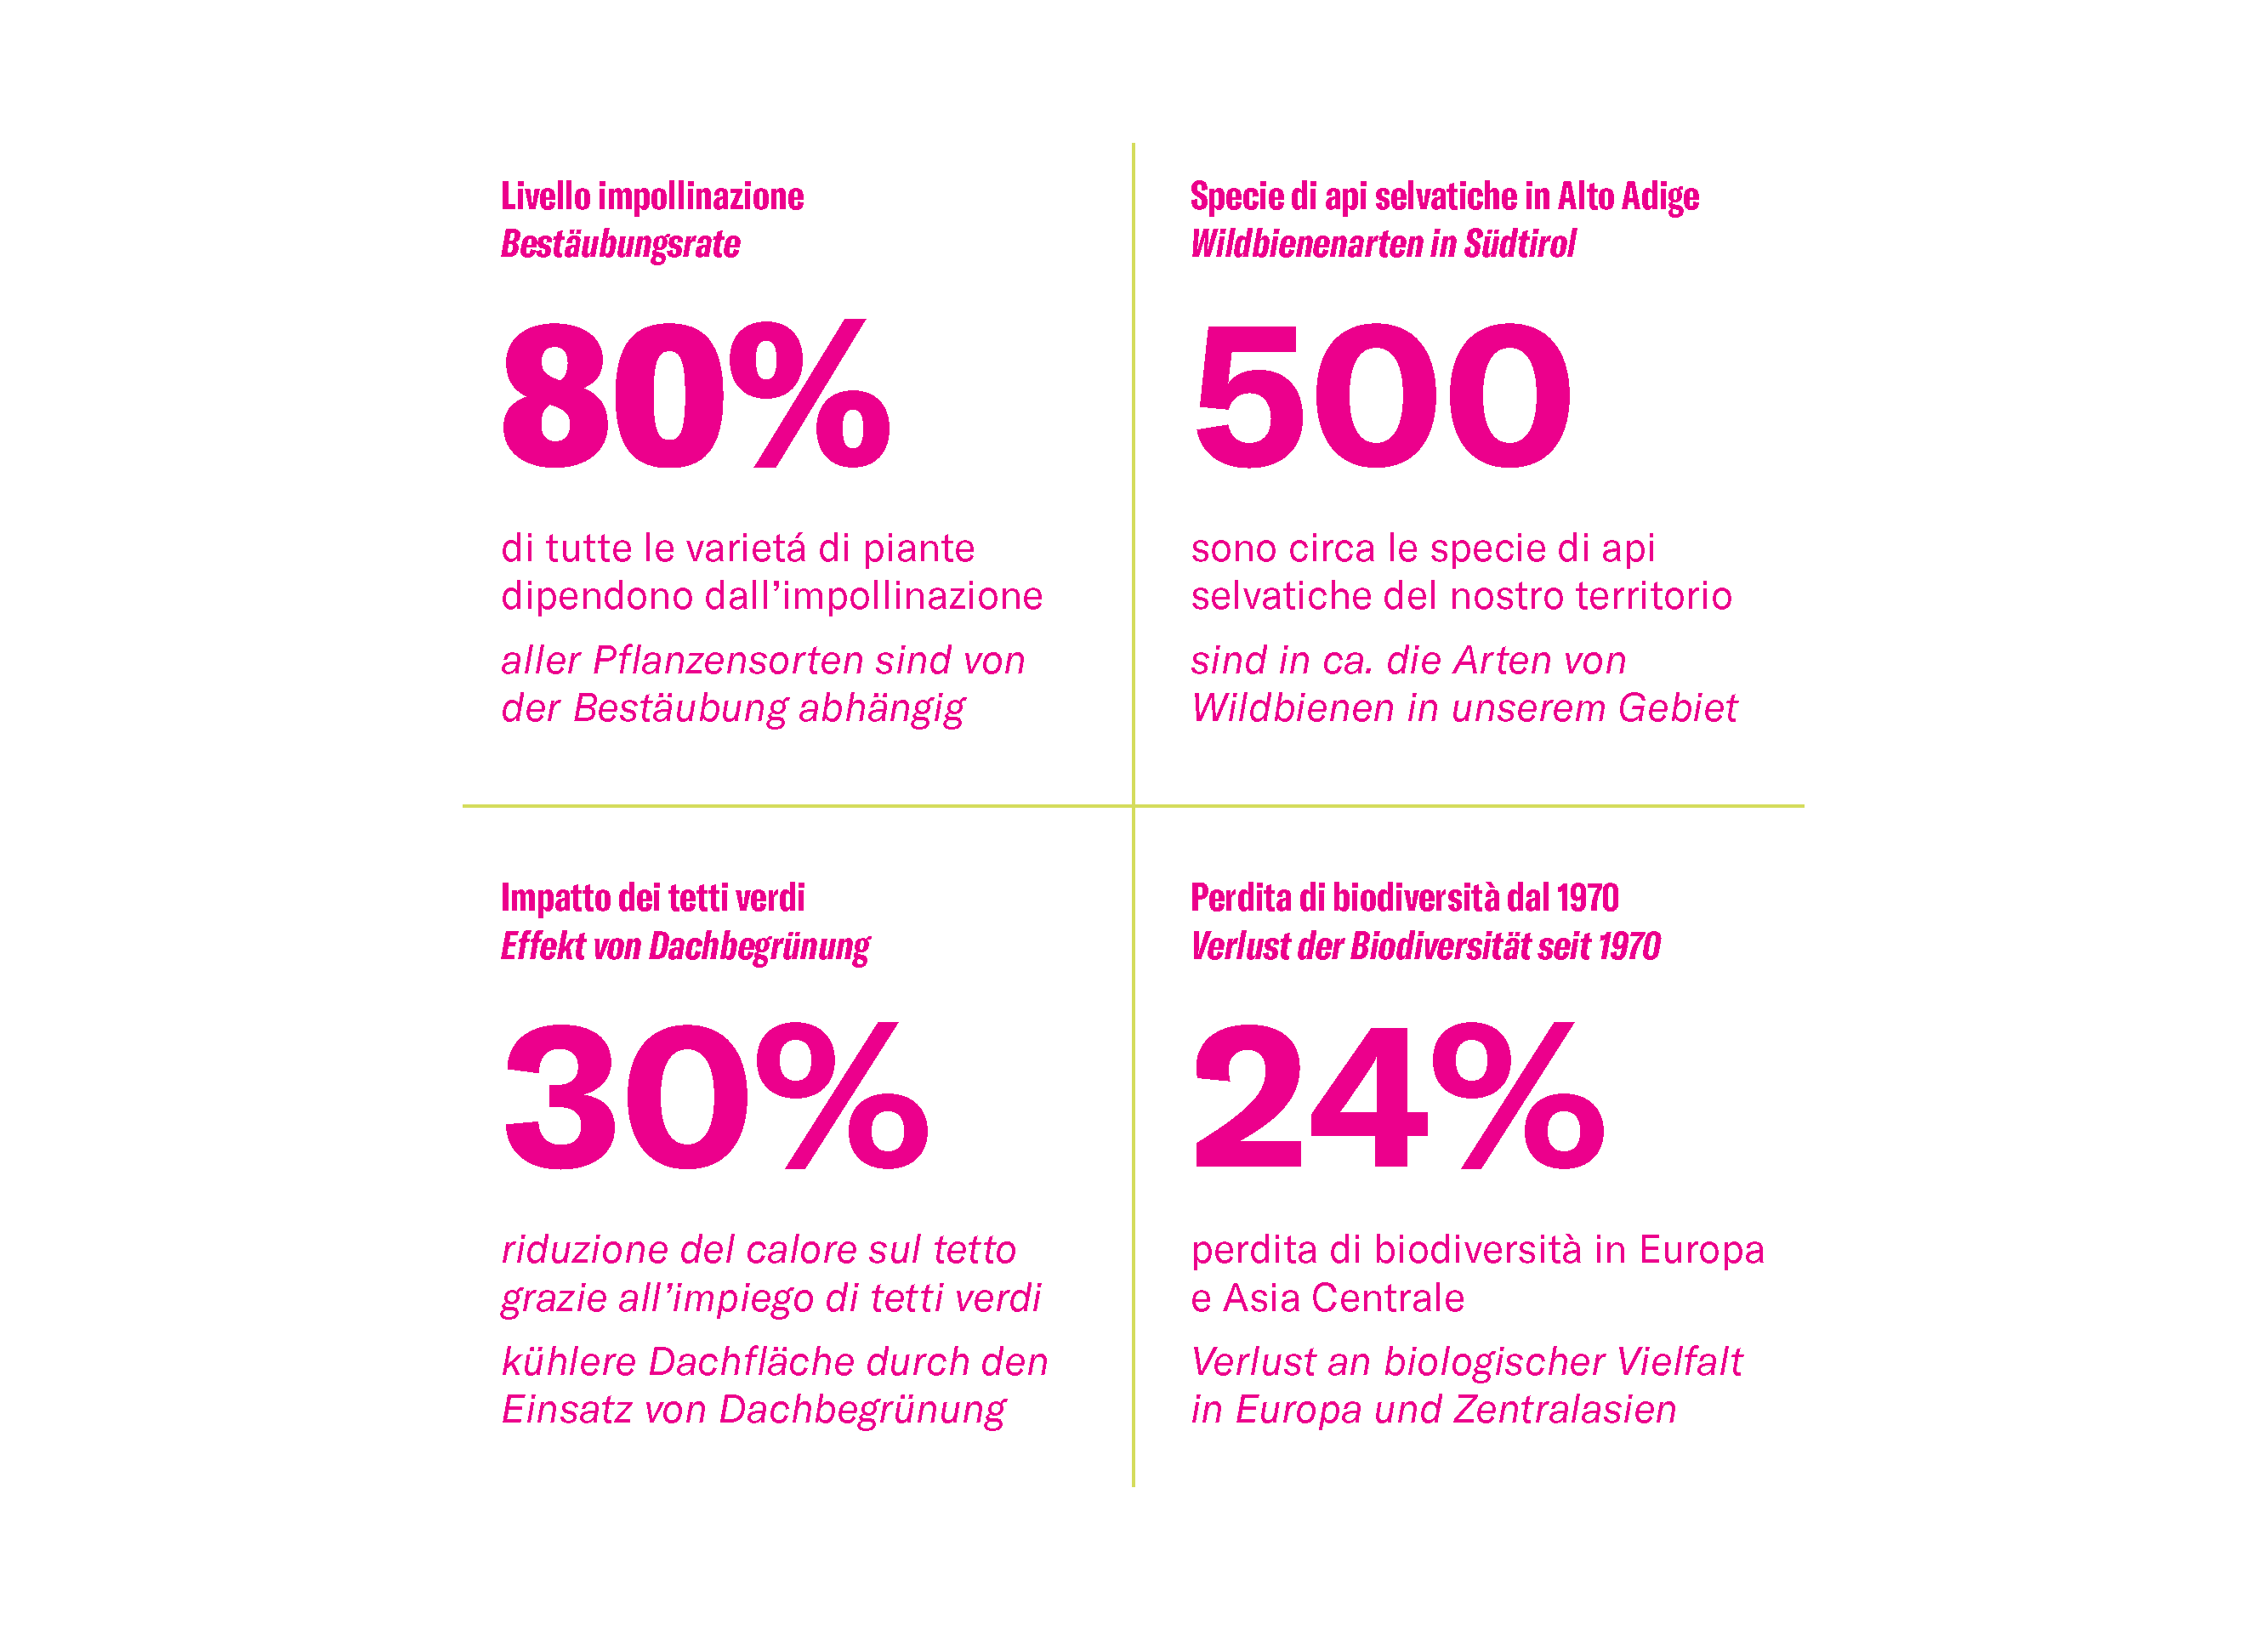 Livello impollinazione
Bestäubungsrate
80%
di tutte le varietá di piante
dipendono dall’impollinazione
aller Pflanzensorten sind von
der Bestäubung abhängig
Specie di api selvatiche in Alto Adige
Wildbienenarten in Südtirol
500
sono circa le specie di api
selvatiche del nostro territorio
sind in ca. die Arten von
Wildbienen in unserem Gebiet
Impatto dei tetti verdi
Effekt von Dachbegrünung
30%
riduzione del calore sul tetto
grazie all’impiego di tetti verdi
kühlere Dachfläche durch den
Einsatz von Dachbegrünung
Perdita di biodiversità dal 1970
Verlust der Biodiversität seit 1970
24%
perdita di biodiversità in Europa
e Asia Centrale
Verlust an biologischer Vielfalt
in Europa und Zentralasien